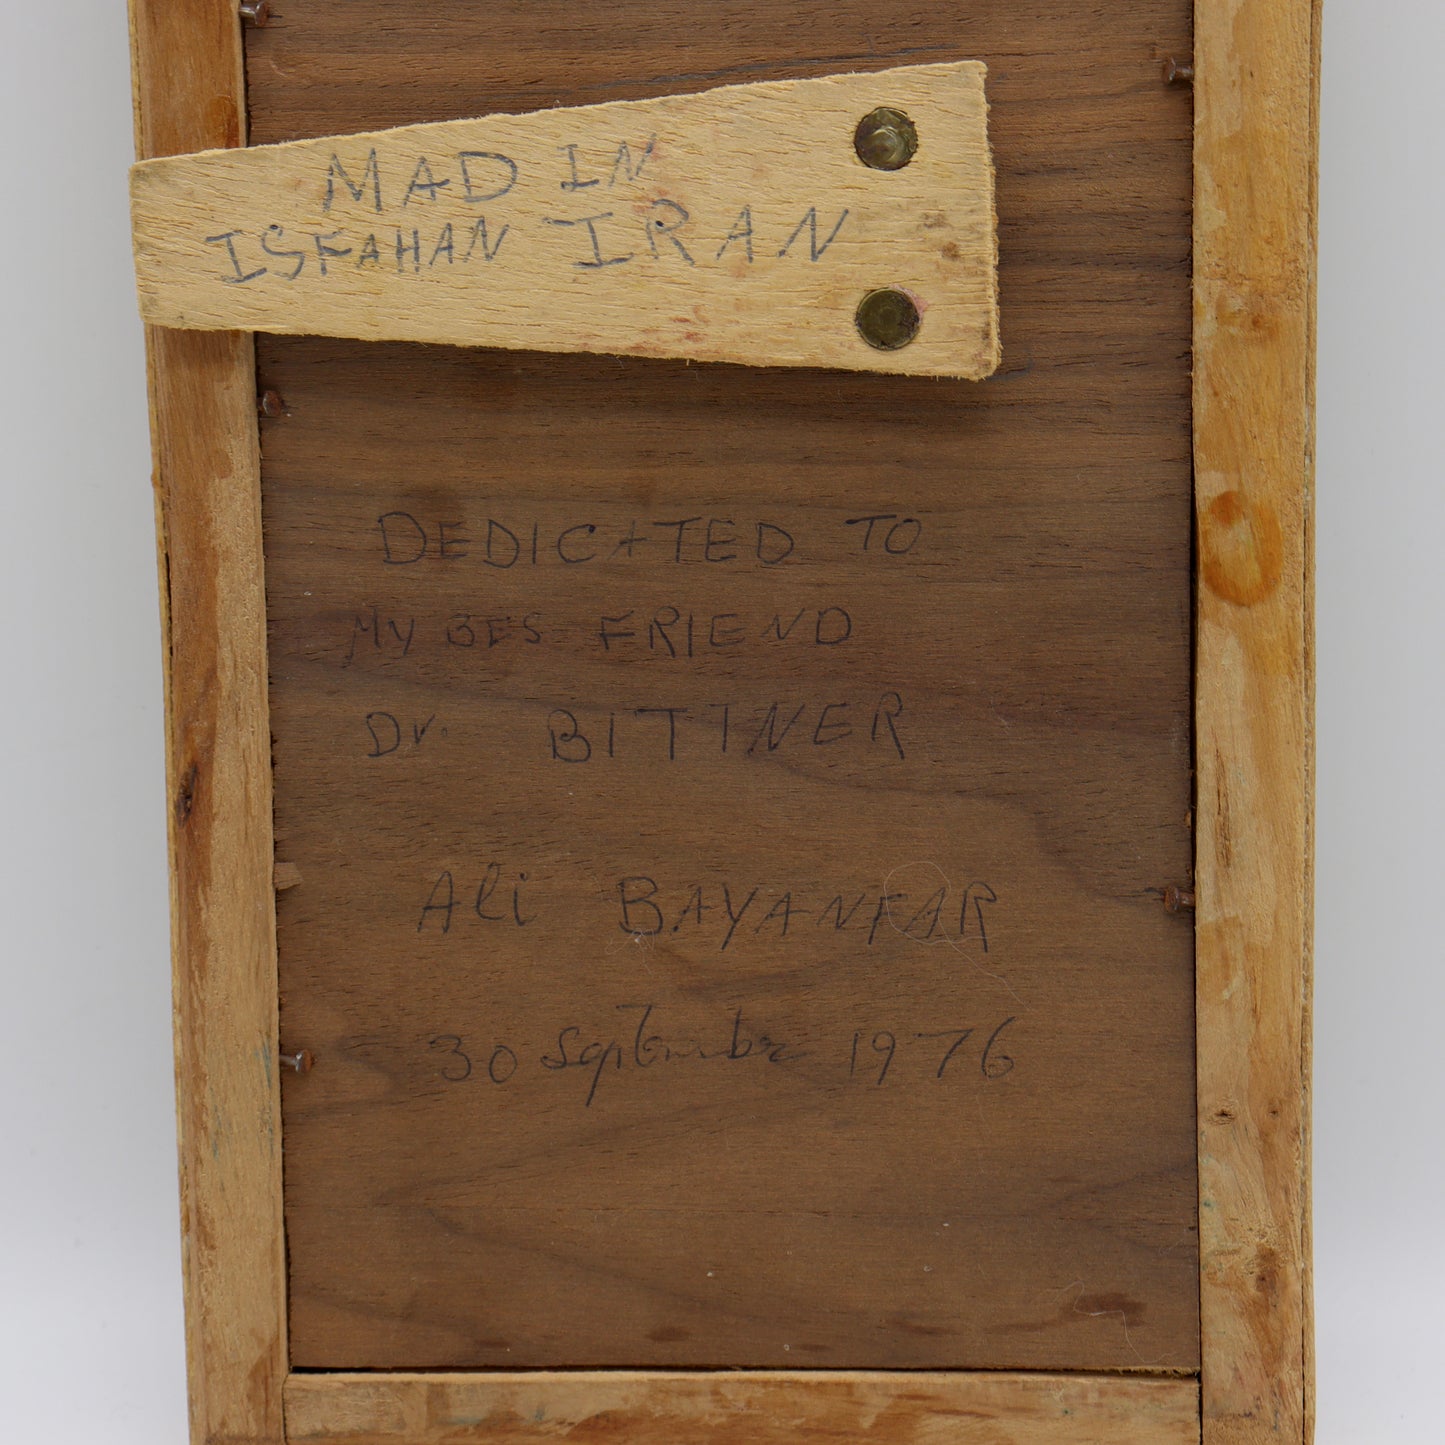 MAD IN
ISFAHAN IRAN
DEDICATED TO
MY BES FRIEND
Dr. BITTNER
Ali BAYANFAR
30 September 1976